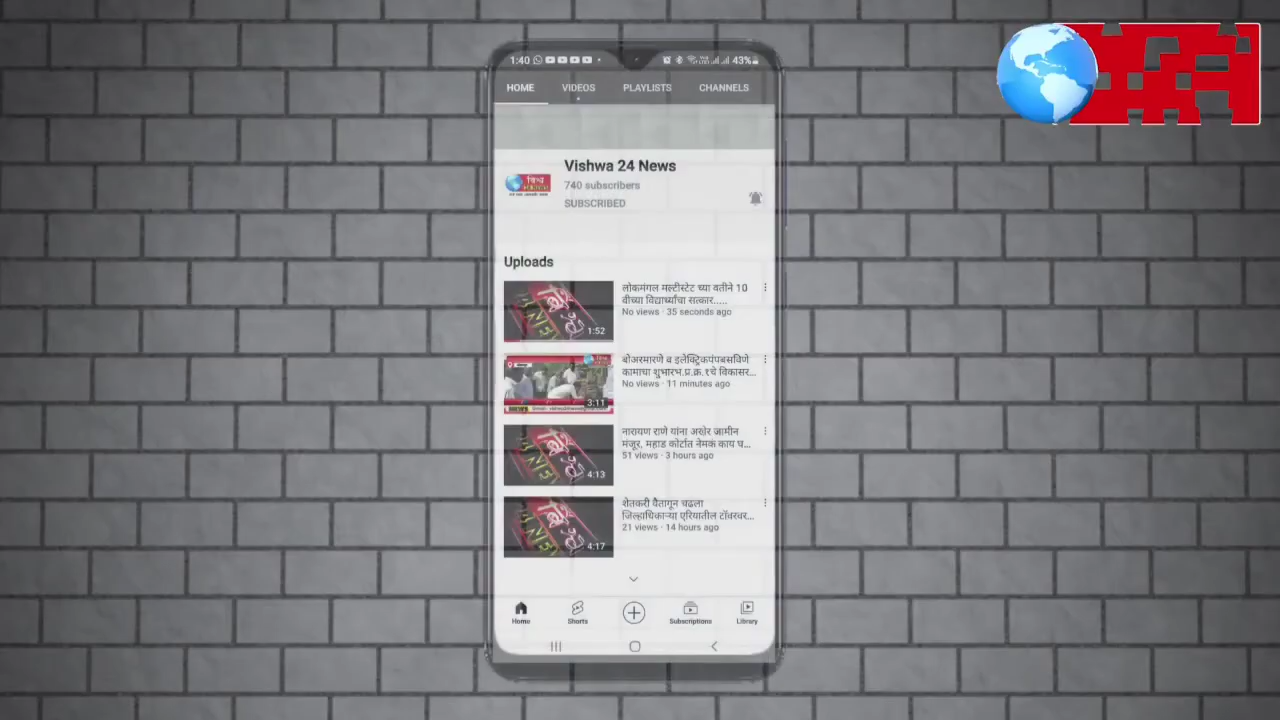 1:40
43%
HOME VIDEOS PLAYLISTS CHANNELS
Vishwa 24 News
740 subscribers
SUBSCRIBED
Uploads
लोकमंगल मल्टीस्टेट च्या वतीने 10
वीच्या विद्यार्थ्यांचा सत्कार.....
No views · 35 seconds ago
1:52
बोअरमारणे व इलेक्ट्रिकपंपबसविणे
कामाचा शुभारभ.प्र.क्र.१चे विकासर...
No views · 11 minutes ago
3:11
नारायण राणे यांना अखेर जामीन
मंजूर, महाड कोर्टात नेमकं काय घ...
51 views · 3 hours ago
4:13
शेतकरी वैतागून चढला
जिल्हाधिकाऱ्या एरियातील टॉवरवर...
21 views · 14 hours ago
4:17
Home Shorts Subscriptions Library